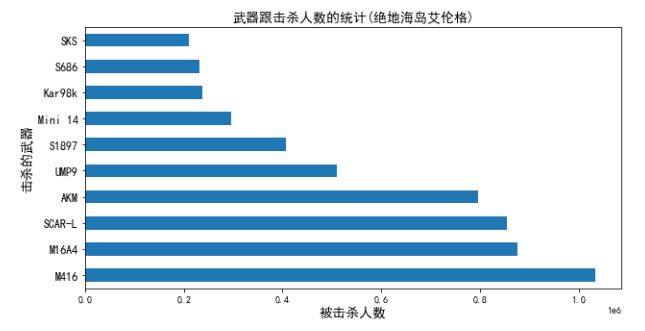 武器跟击杀人数的统计(绝地海岛艾伦格)
击杀的武器
SKS
S686
Kar98k
Mini 14
S1897
UMP9
AKM
SCAR-L
M16A4
M416
0.0 0.2 0.4 0.6 0.8 1.0
1e6
被击杀人数